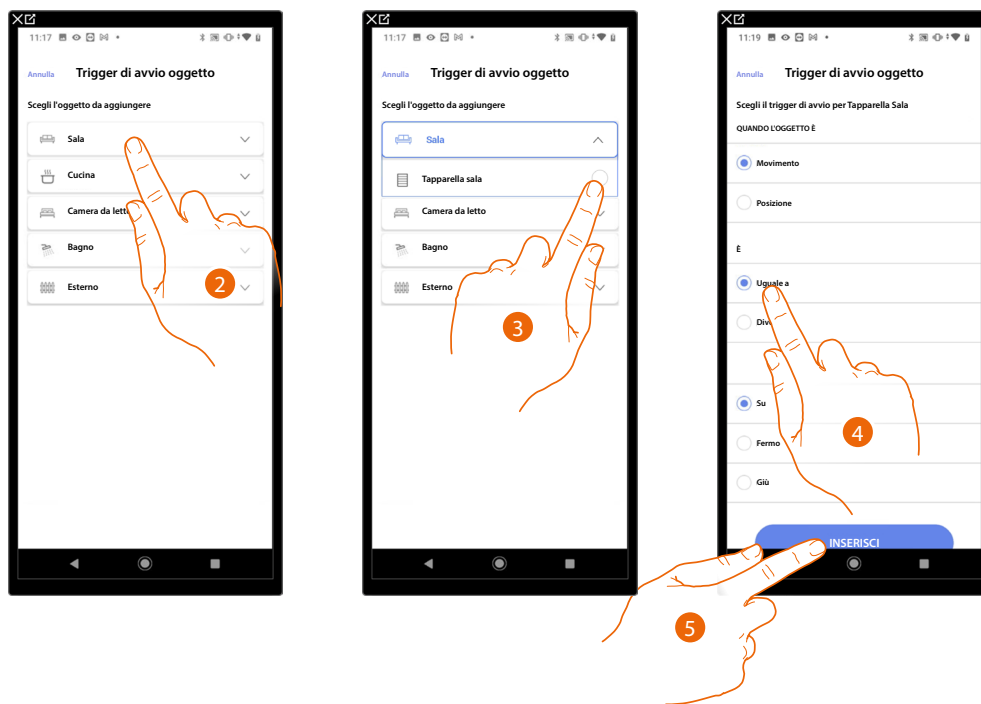 11:17
Annulla Trigger di avvio oggetto
Scegli l'oggetto da aggiungere
Sala
Cucina
Camera da lett
Bagno
Esterno
2
11:17
Annulla Trigger di avvio oggetto
Scegli l'oggetto da aggiungere
Sala
Tapparella sala
Camera da letto
Bagno
Esterno
3
11:19
Annulla Trigger di avvio oggetto
Scegli il trigger di avvio per Tapparella Sala
QUANDO L'OGGETTO È
Movimento
Posizione
È
Uguale a
Div
Su
Fermo
Giù
4
INSERISCI
5